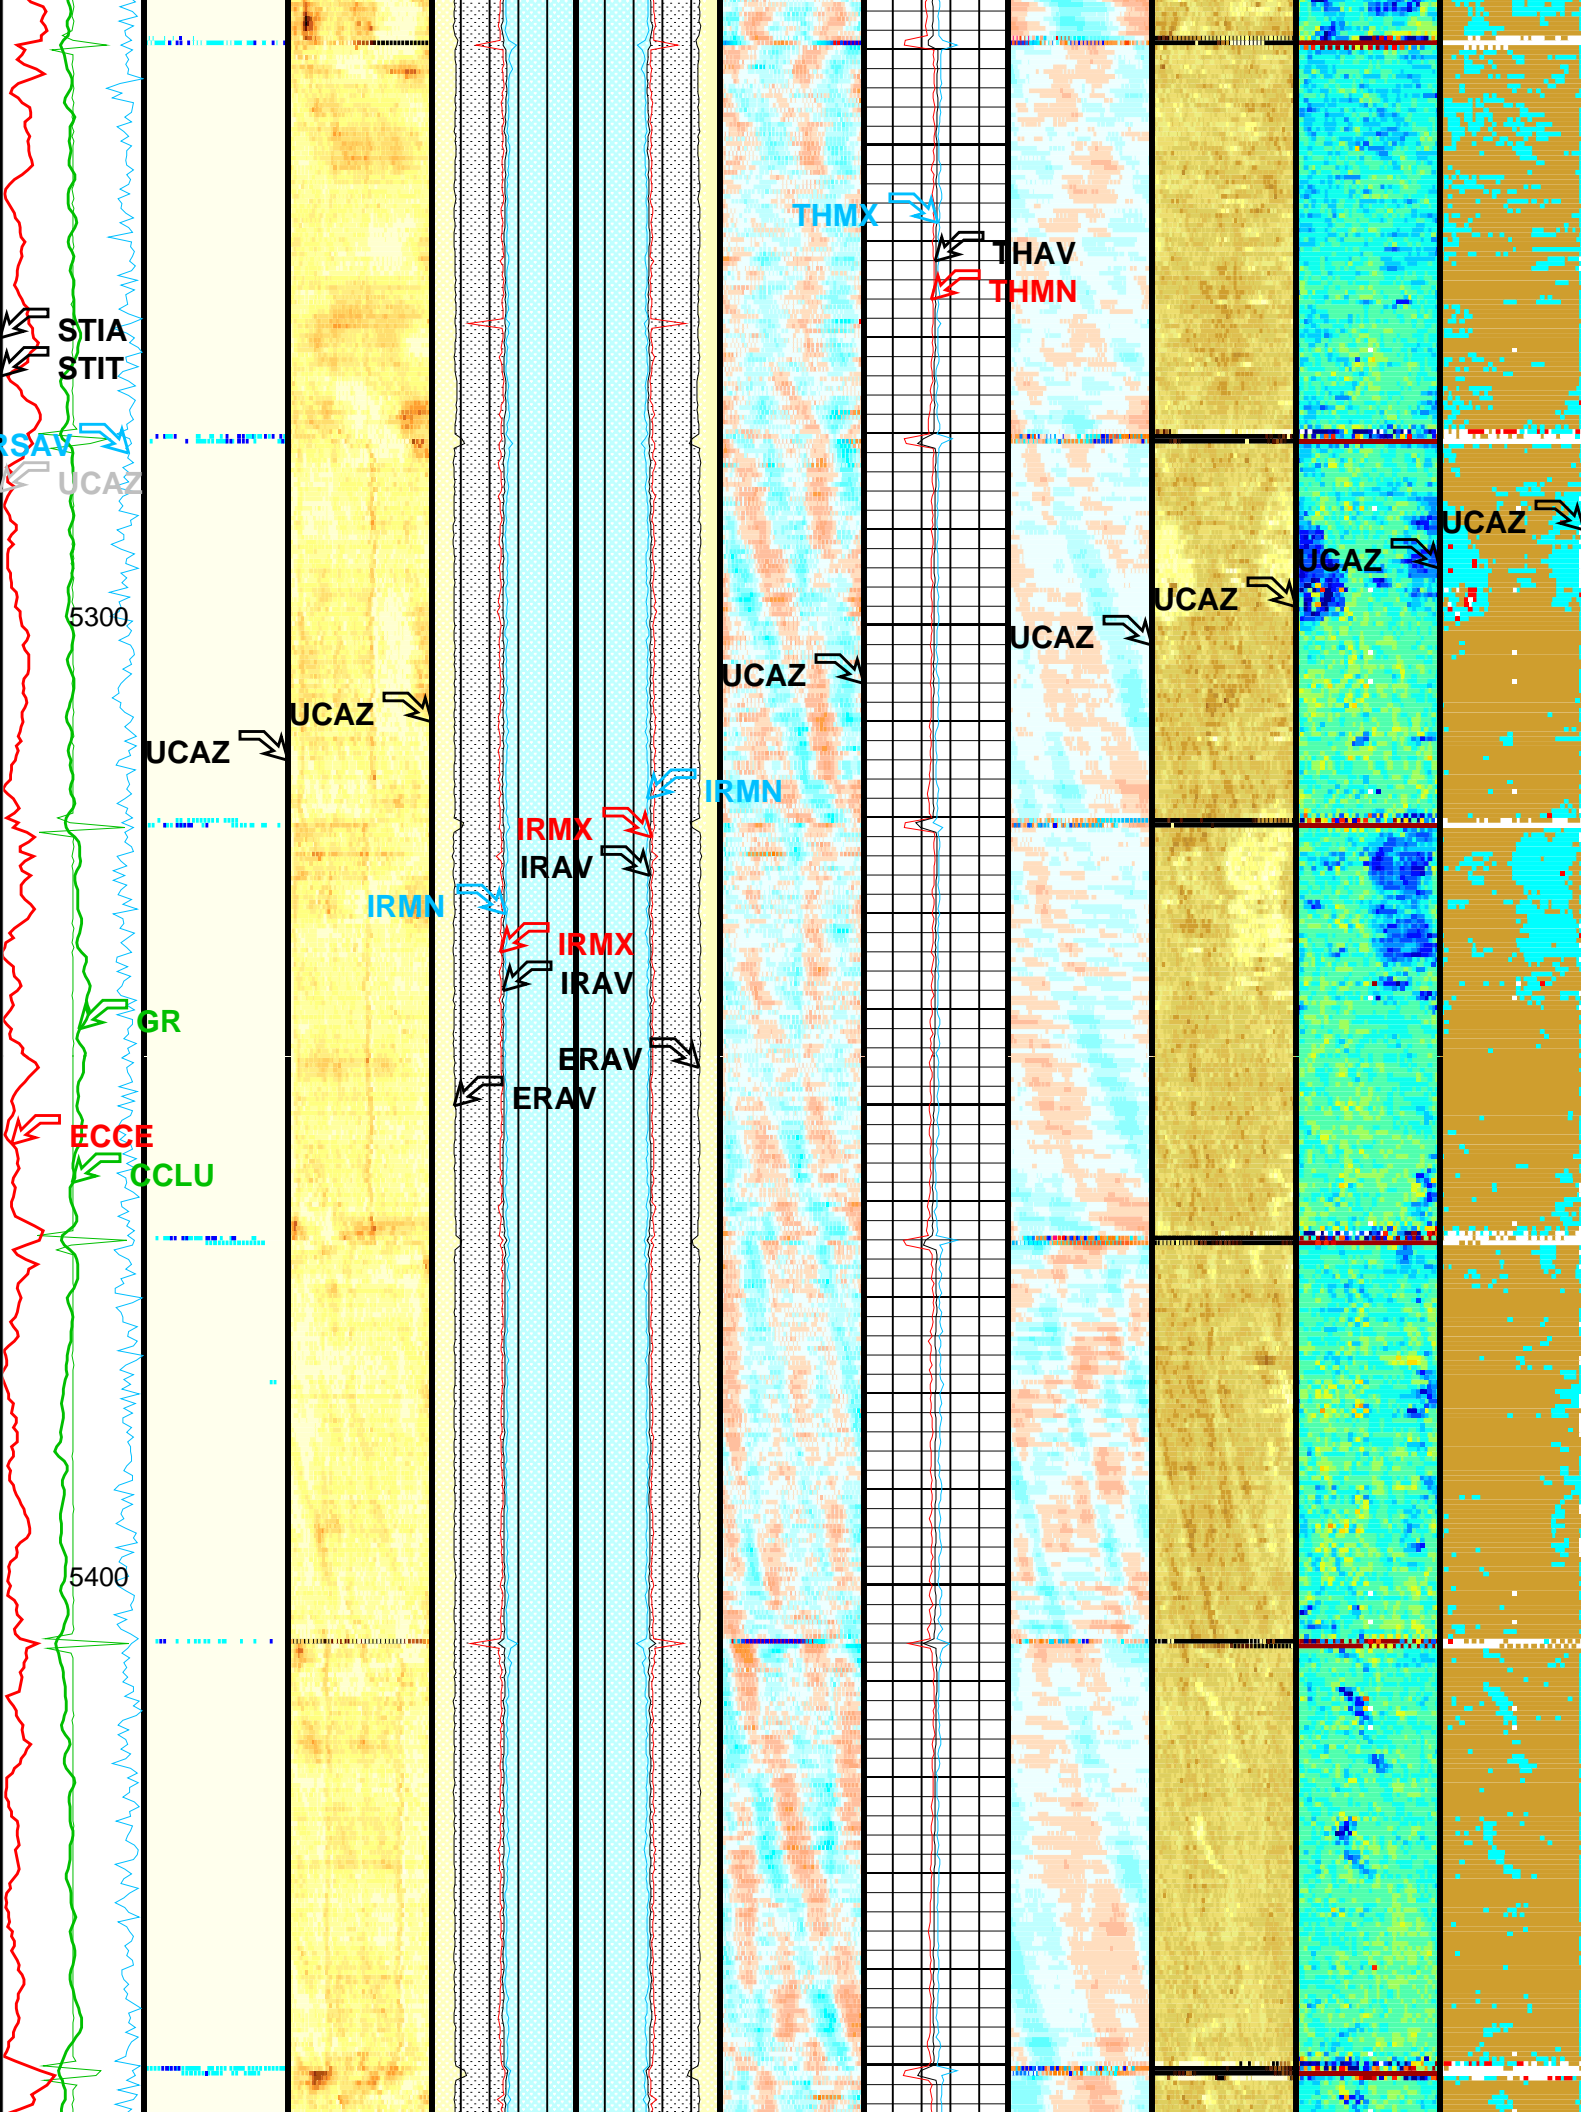 THMX
THAV
THMN
STIA
STIT
RSAV
UCAZ
UCAZ
UCAZ
UCAZ
5300
UCAZ
UCAZ
UCAZ
UCAZ
IRMN
IRMX
IRAV
IRMN
IRMX
IRAV
GR
ERAV
ERAV
ECCE
CCLU
5400